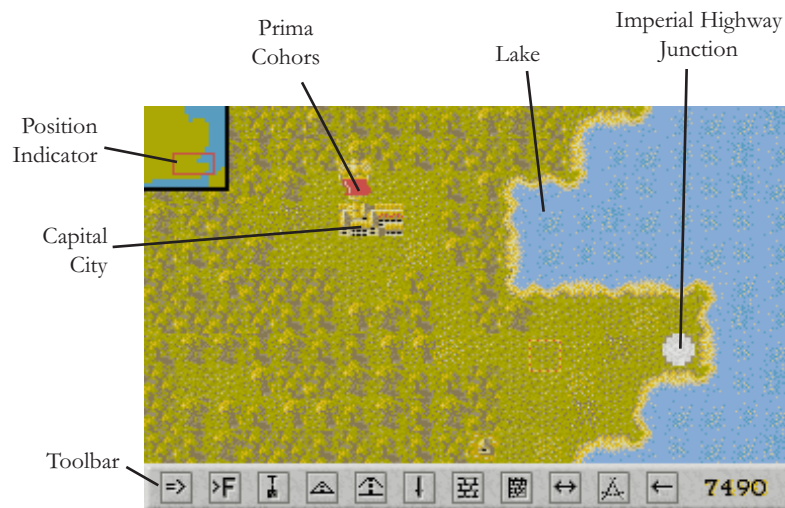 Prima
Cohors
Lake
Imperial Highway
Junction
Position
Indicator
Capital
City
Toolbar
=> >F 7490